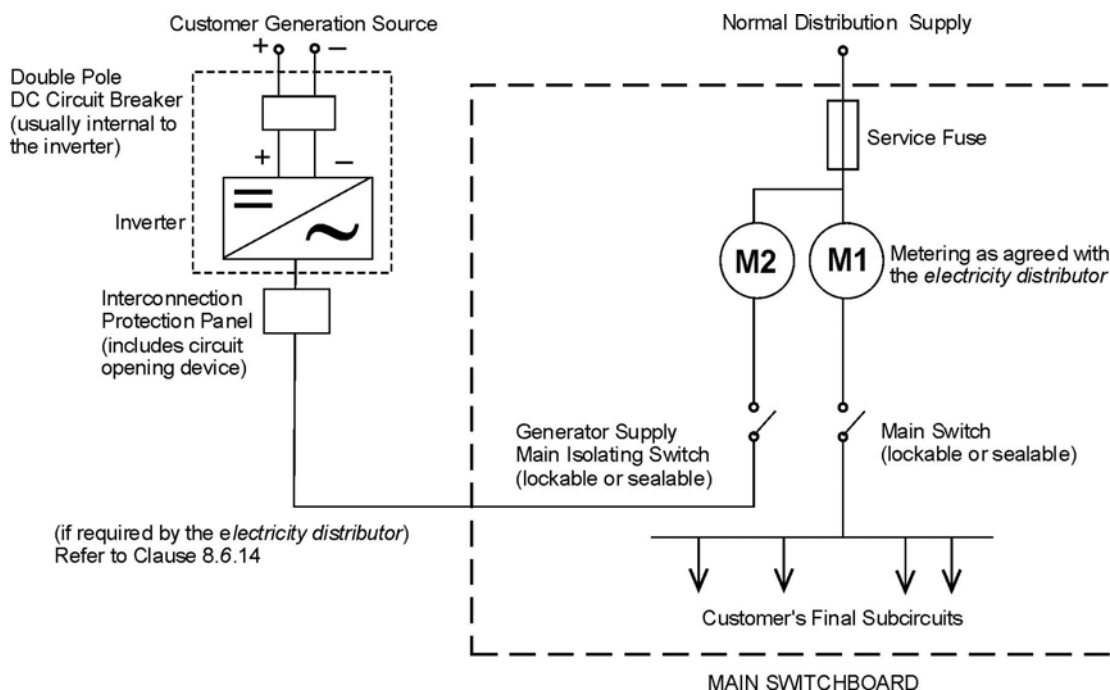 Customer Generation Source
+ −
Double Pole
DC Circuit Breaker
(usually internal to
the inverter)
+ −
Inverter
Interconnection
Protection Panel
(includes circuit
opening device)
(if required by the electricity distributor)
Refer to Clause 8.6.14
Normal Distribution Supply
Service Fuse
M2 M1
Metering as agreed with
the electricity distributor
Generator Supply
Main Isolating Switch
(lockable or sealable)
Main Switch
(lockable or sealable)
Customer's Final Subcircuits
MAIN SWITCHBOARD